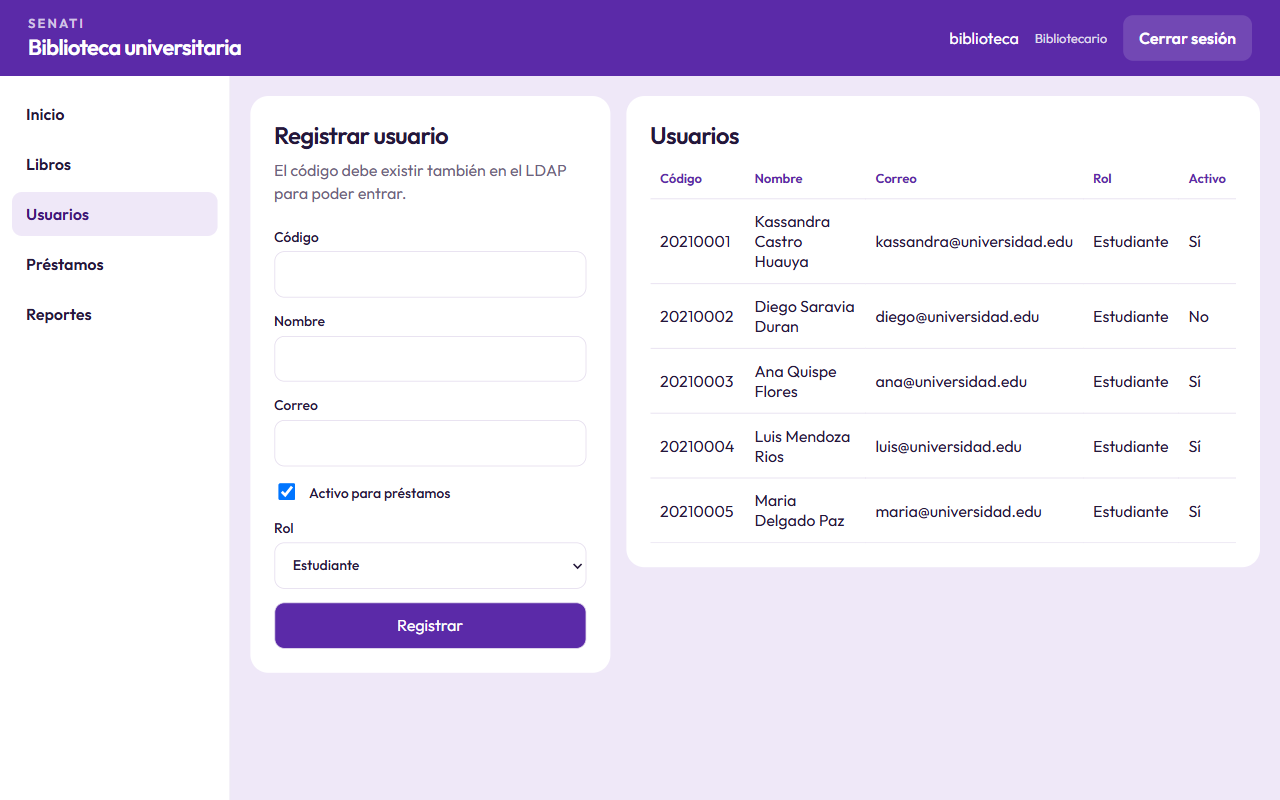 SENATI
Biblioteca universitaria
biblioteca Bibliotecario Cerrar sesión
Inicio
Libros
Usuarios
Préstamos
Reportes
Registrar usuario
El código debe existir también en el LDAP
para poder entrar.
Código
Nombre
Correo
Activo para préstamos
Rol
Estudiante
Registrar
Usuarios
Código Nombre Correo Rol Activo
20210001 Kassandra Castro Huauya kassandra@universidad.edu Estudiante Sí
20210002 Diego Saravia Duran diego@universidad.edu Estudiante No
20210003 Ana Quispe Flores ana@universidad.edu Estudiante Sí
20210004 Luis Mendoza Rios luis@universidad.edu Estudiante Sí
20210005 Maria Delgado Paz maria@universidad.edu Estudiante Sí